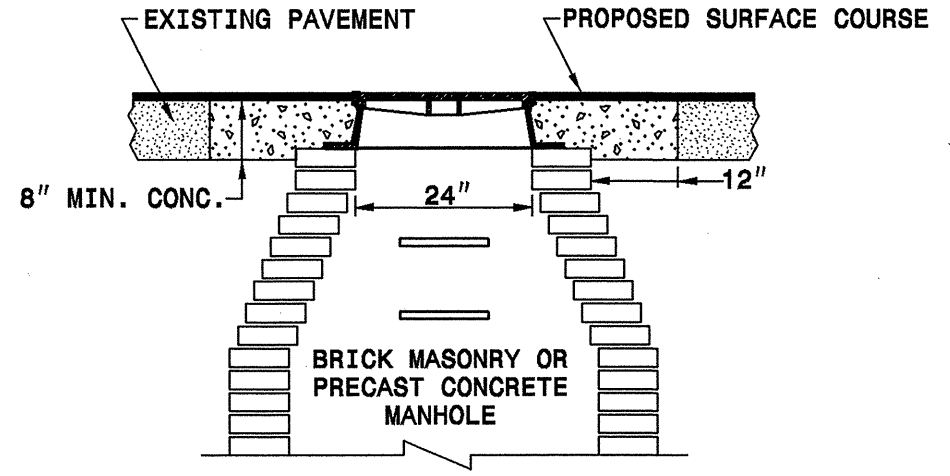 EXISTING PAVEMENT
PROPOSED SURFACE COURSE
8" MIN. CONC.
24"
12"
BRICK MASONRY OR
PRECAST CONCRETE
MANHOLE